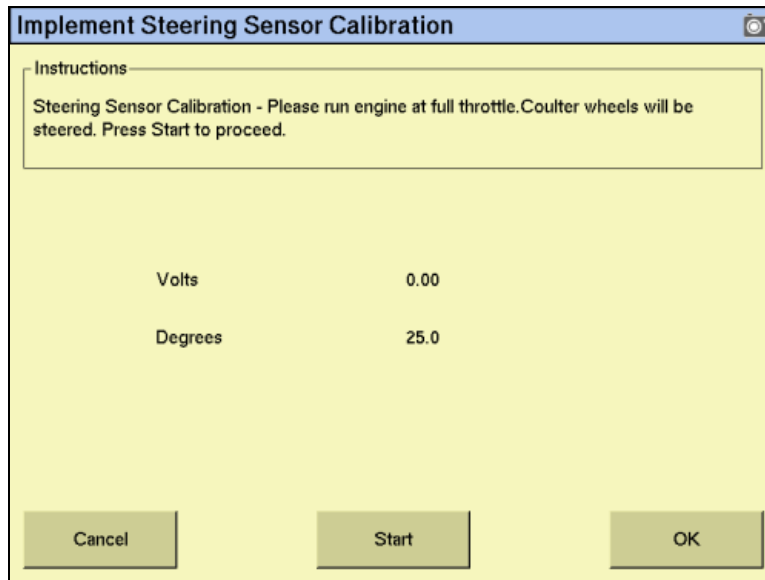 Implement Steering Sensor Calibration
Instructions
Steering Sensor Calibration - Please run engine at full throttle.Coulter wheels will be
steered. Press Start to proceed.
Volts 0.00
Degrees 25.0
Cancel Start OK